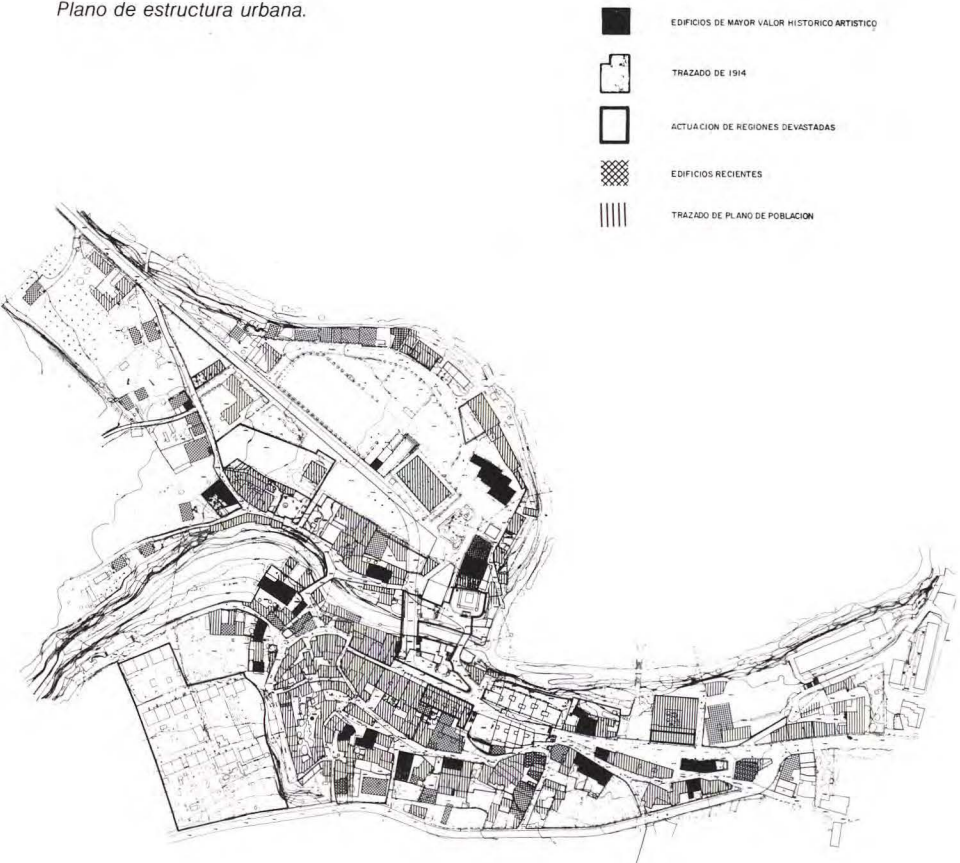 Plano de estructura urbana.
EDIFICIOS DE MAYOR VALOR HISTORICO ARTISTICO
TRAZADO DE 1914
ACTUACION DE REGIONES DEVASTADAS
EDIFICIOS RECIENTES
TRAZADO DE PLANO DE POBLACION